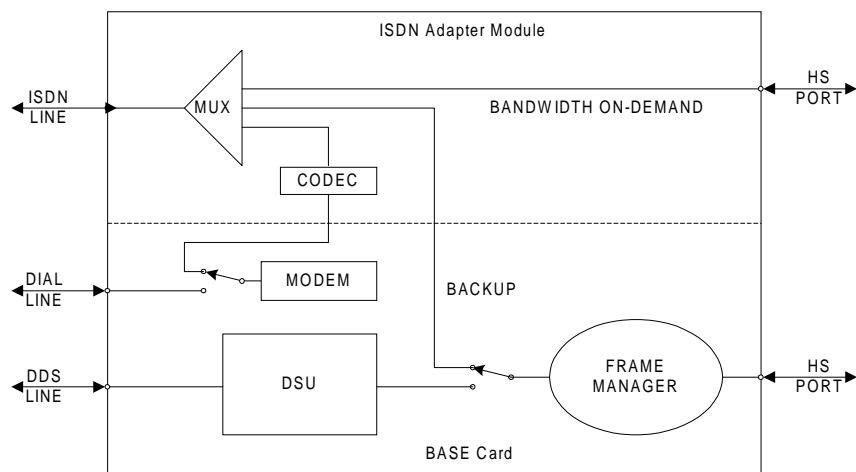 ISDN Adapter Module
ISDN
LINE
MUX
HS
PORT
BANDWIDTH ON-DEMAND
CODEC
DIAL
LINE
MODEM
BACKUP
DDS
LINE
DSU
FRAME
MANAGER
HS
PORT
BASE Card